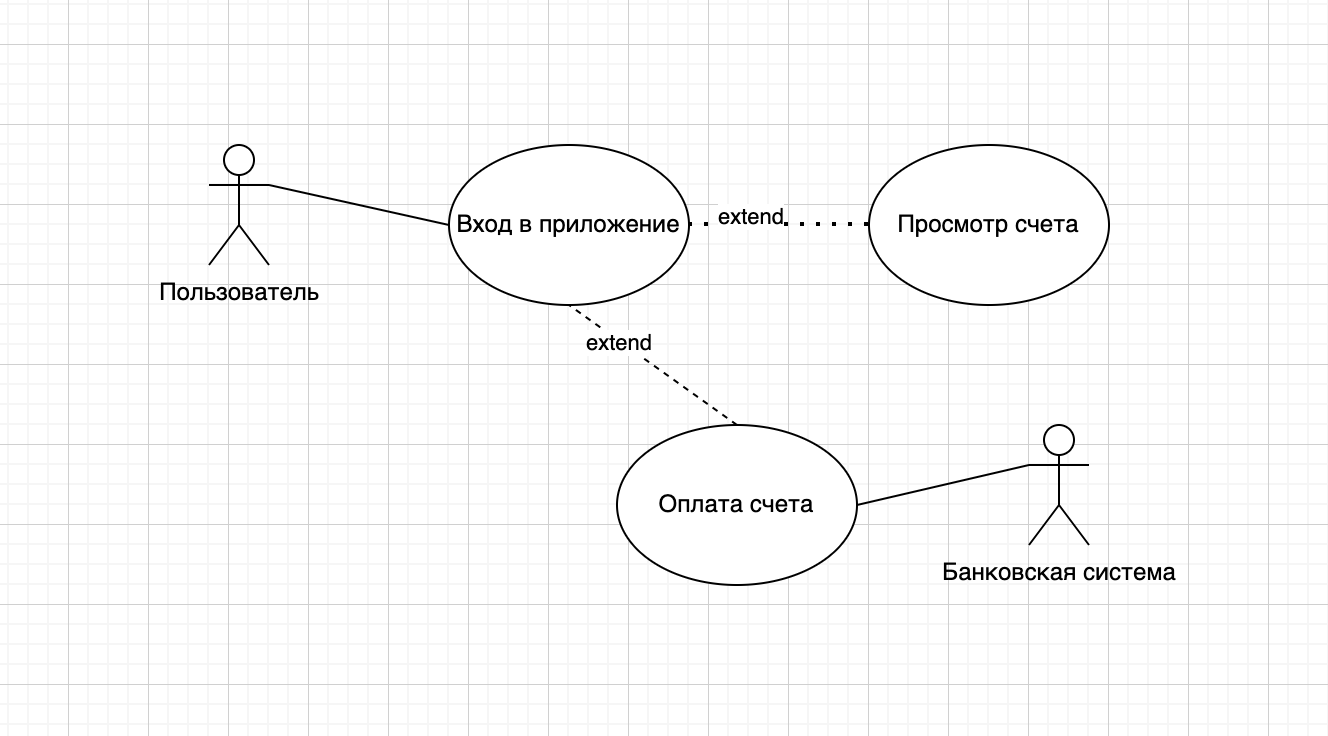 Вход в приложение
extend
Просмотр счета
Пользователь
extend
Оплата счета
Банковская система